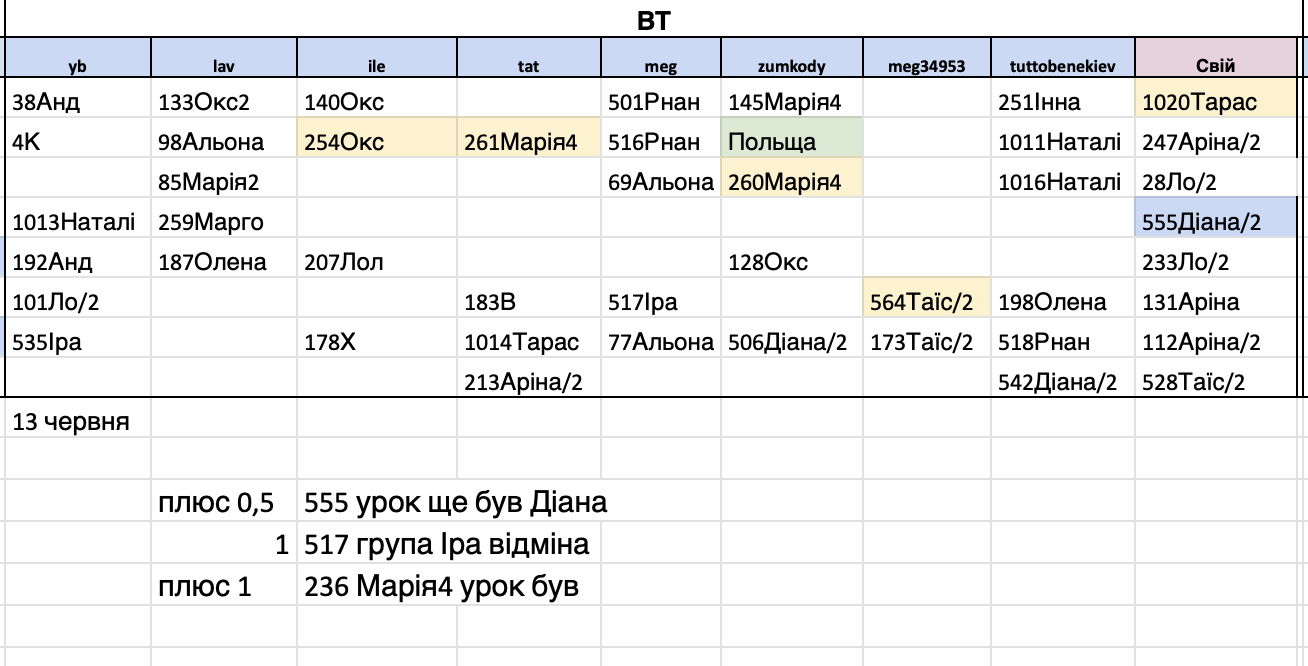 ВТ
yb lav ile tat meg zumkody meg34953 tuttobenekiev Свій
38Анд 133Окс2 140Окс 501Рнан 145Марія4 251Інна 1020Тарас
4К 98Альона 254Окс 261Марія4 516Рнан Польща 1011Наталі 247Аріна/2
85Марія2 69Альона 260Марія4 1016Наталі 28Ло/2
1013Наталі 259Марго 555Діана/2
192Анд 187Олена 207Лол 128Окс 233Ло/2
101Ло/2 183В 517Іра 564Таїс/2 198Олена 131Аріна
535Іра 178Х 1014Тарас 77Альона 506Діана/2 173Таїс/2 518Рнан 112Аріна/2
213Аріна/2 542Діана/2 528Таїс/2
13 червня
плюс 0,5 555 урок ще був Діана
1 517 група Іра відміна
плюс 1 236 Марія4 урок був